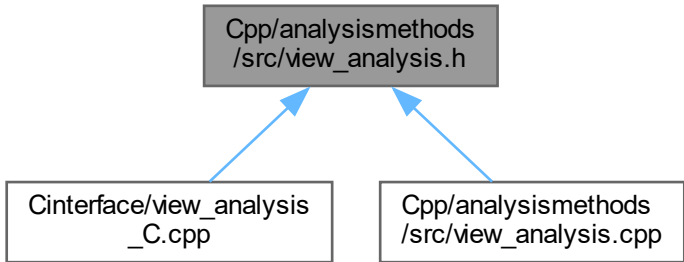 Cpp/analysismethods
/src/view_analysis.h
Cinterface/view_analysis
_C.cpp
Cpp/analysismethods
/src/view_analysis.cpp